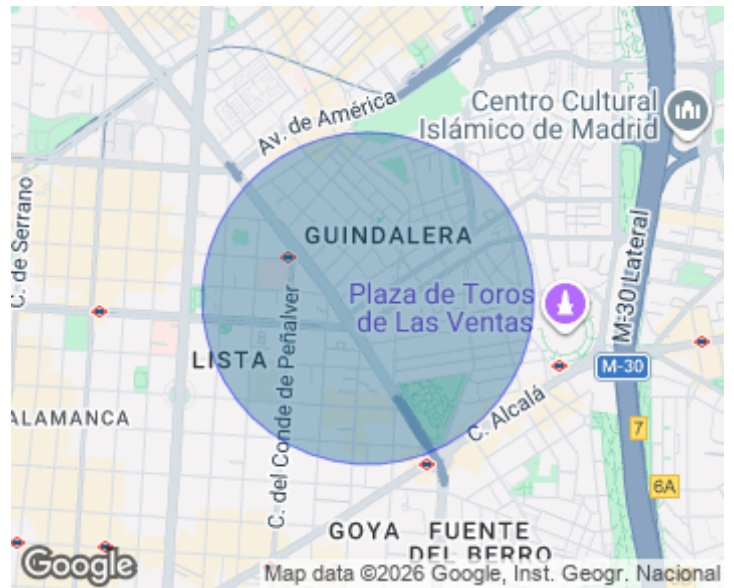 Centro Cultural
Islámico de Madrid
Av. de América
C. de Serrano
GUINDALERA
M-30 Lateral
Plaza de Toros
de Las Ventas
C. del Conde de Peñalver
LISTA
M-30
ALAMANCA
C. Alcalá
7
6A
GOYA
FUENTE
DEL BERRO
Google
Map data ©2026 Google, Inst. Geogr. Nacional